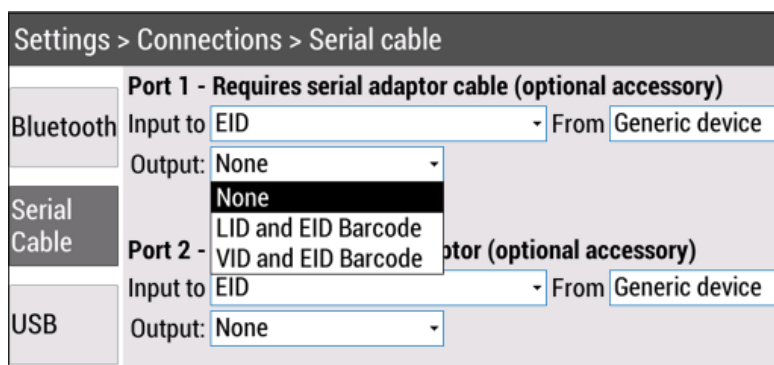 Settings > Connections > Serial cable
Port 1 - Requires serial adaptor cable (optional accessory)
Bluetooth Input to EID From Generic device
Output: None
None
Serial Cable
LID and EID Barcode
VID and EID Barcode
Port 2 - ptor (optional accessory)
Input to EID From Generic device
USB Output: None